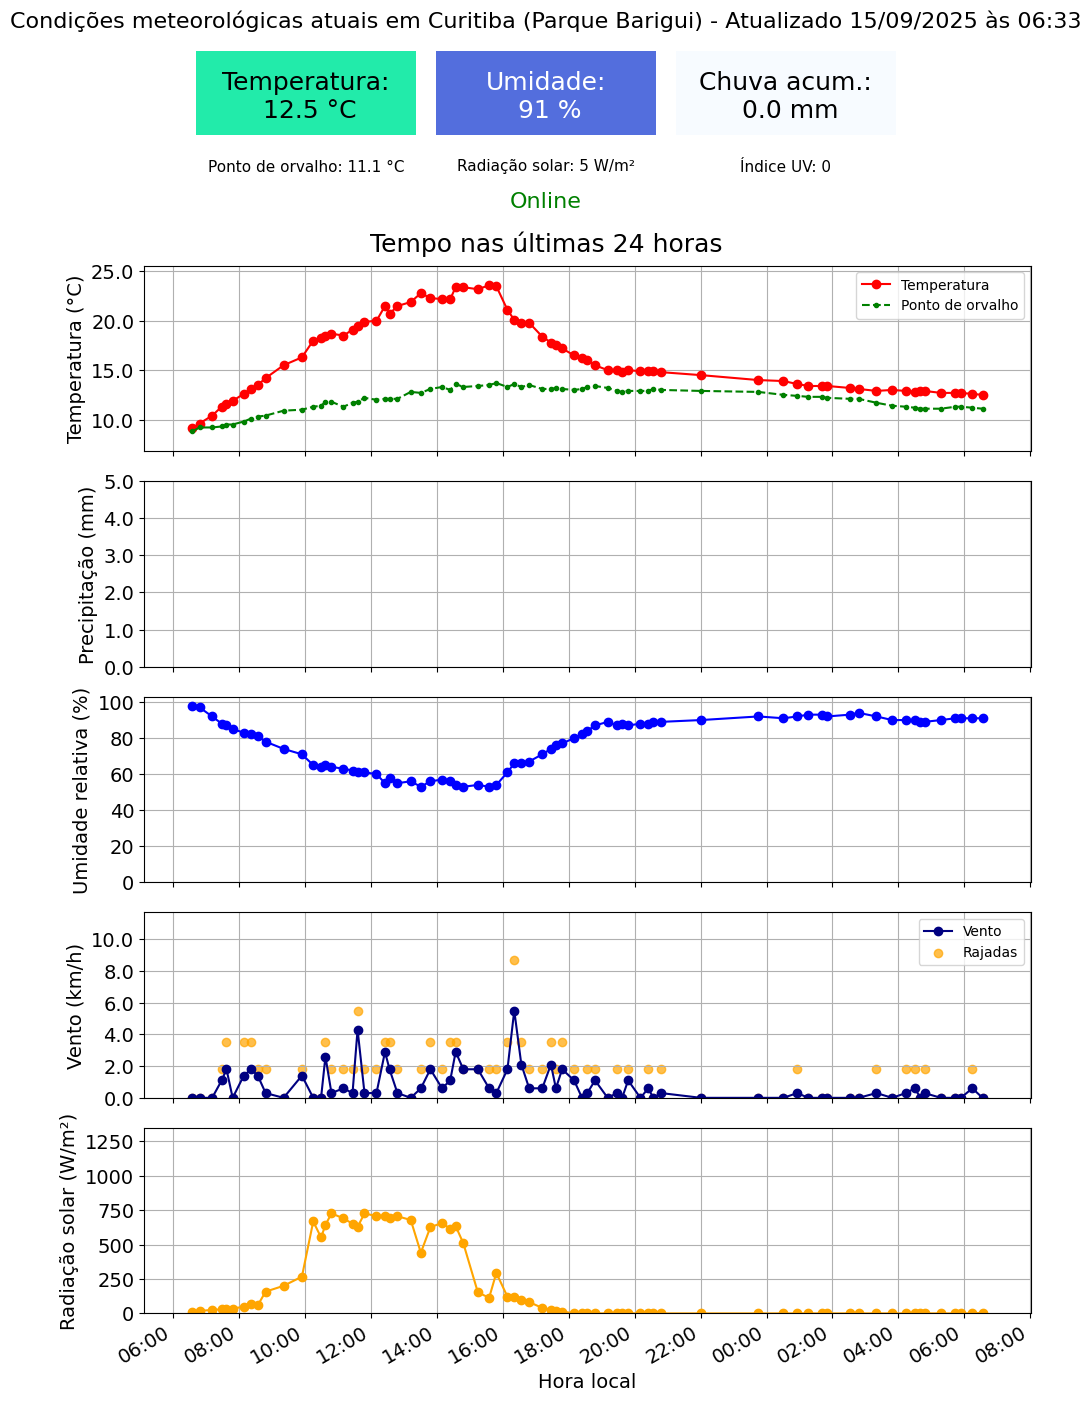 Condições meteorológicas atuais em Curitiba (Parque Barigui) - Atualizado 15/09/2025 às 06:33
Temperatura:
12.5 °C
Umidade:
91 %
Chuva acum.:
0.0 mm
Ponto de orvalho: 11.1 °C
Radiação solar: 5 W/m²
Índice UV: 0
Online
Tempo nas últimas 24 horas
Temperatura (°C)
25.0
20.0
15.0
10.0
Temperatura
Ponto de orvalho
Precipitação (mm)
5.0
4.0
3.0
2.0
1.0
0.0
Umidade relativa (%)
100
80
60
40
20
0
Vento (km/h)
10.0
8.0
6.0
4.0
2.0
0.0
Vento
Rajadas
Radiação solar (W/m²)
1250
1000
750
500
250
0
06:00
08:00
10:00
12:00
14:00
16:00
18:00
20:00
22:00
00:00
02:00
04:00
06:00
08:00
Hora local